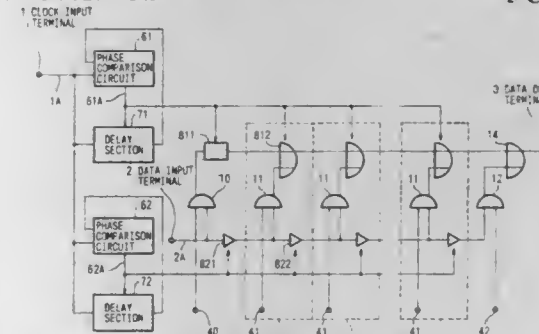 1 CLOCK INPUT
TERMINAL
61
PHASE
COMPARISON
CIRCUIT
1A
61A
71
DELAY
SECTION
811
812
14
3 DATA
TERMINAL
2 DATA INPUT
TERMINAL
10
11
11
11
12
62
PHASE
COMPARISON
CIRCUIT
62A
2A
821
822
72
DELAY
SECTION
40
41
41
42